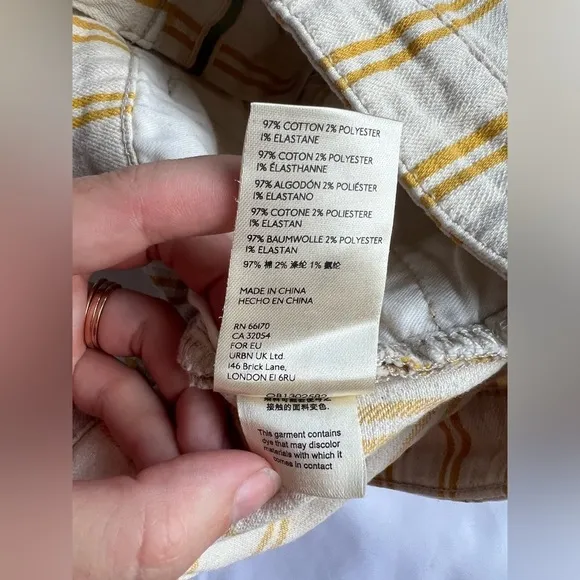 97% COTTON 2% POLYESTER
1% ELASTANE
97% COTON 2% POLYESTER
1% ÉLASTHANNE
97% ALGODÓN 2% POLIÉSTER
1% ELASTANO
97% COTONE 2% POLIESTERE
1% ELASTAN
97% BAUMWOLLE 2% POLYESTER
1% ELASTAN
97% 棉 2% 涤纶 1% 氨纶
MADE IN CHINA
HECHO EN CHINA
RN 66170
CA 32054
FOR EU
URBN UK Ltd.
146 Brick Lane,
LONDON E1 6RU
接触的面料变色.
This garment contains
dye that may discolor
materials with which it
comes in contact